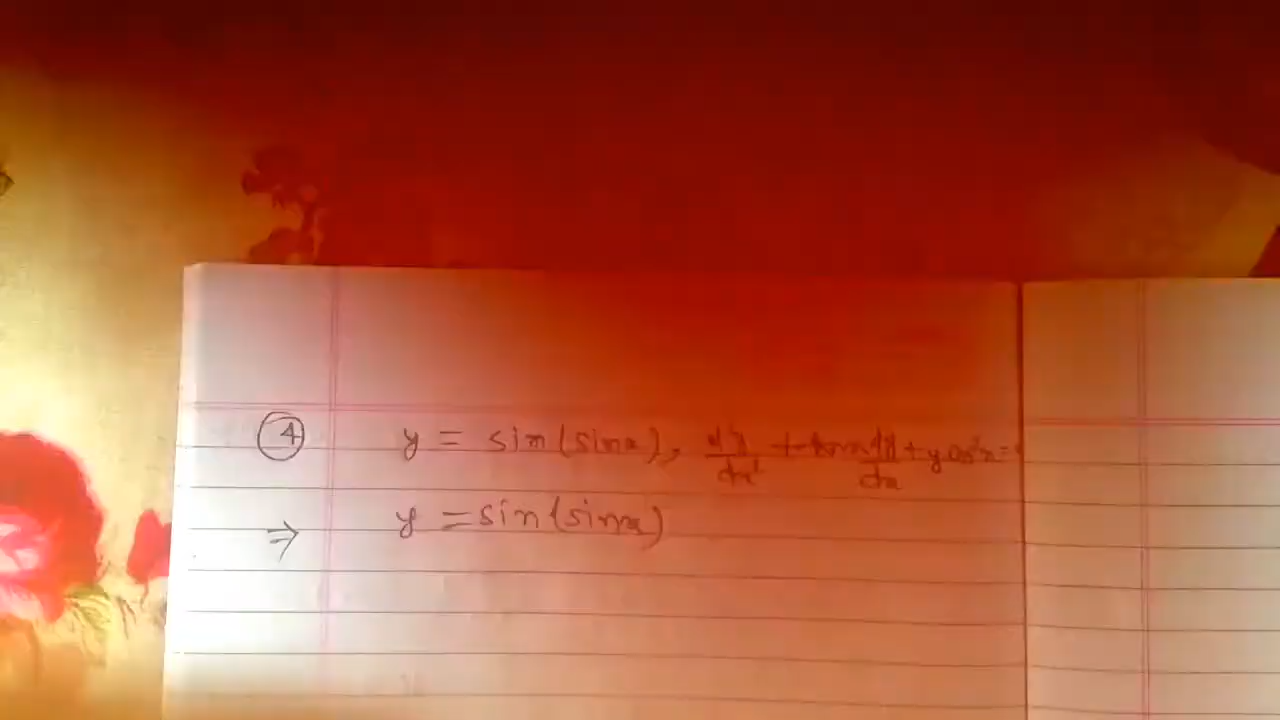 ④ y = sin(sinx), d²y/dx² + tanx dy/dx + y cos²x =
⇒ y = sin(sinx)